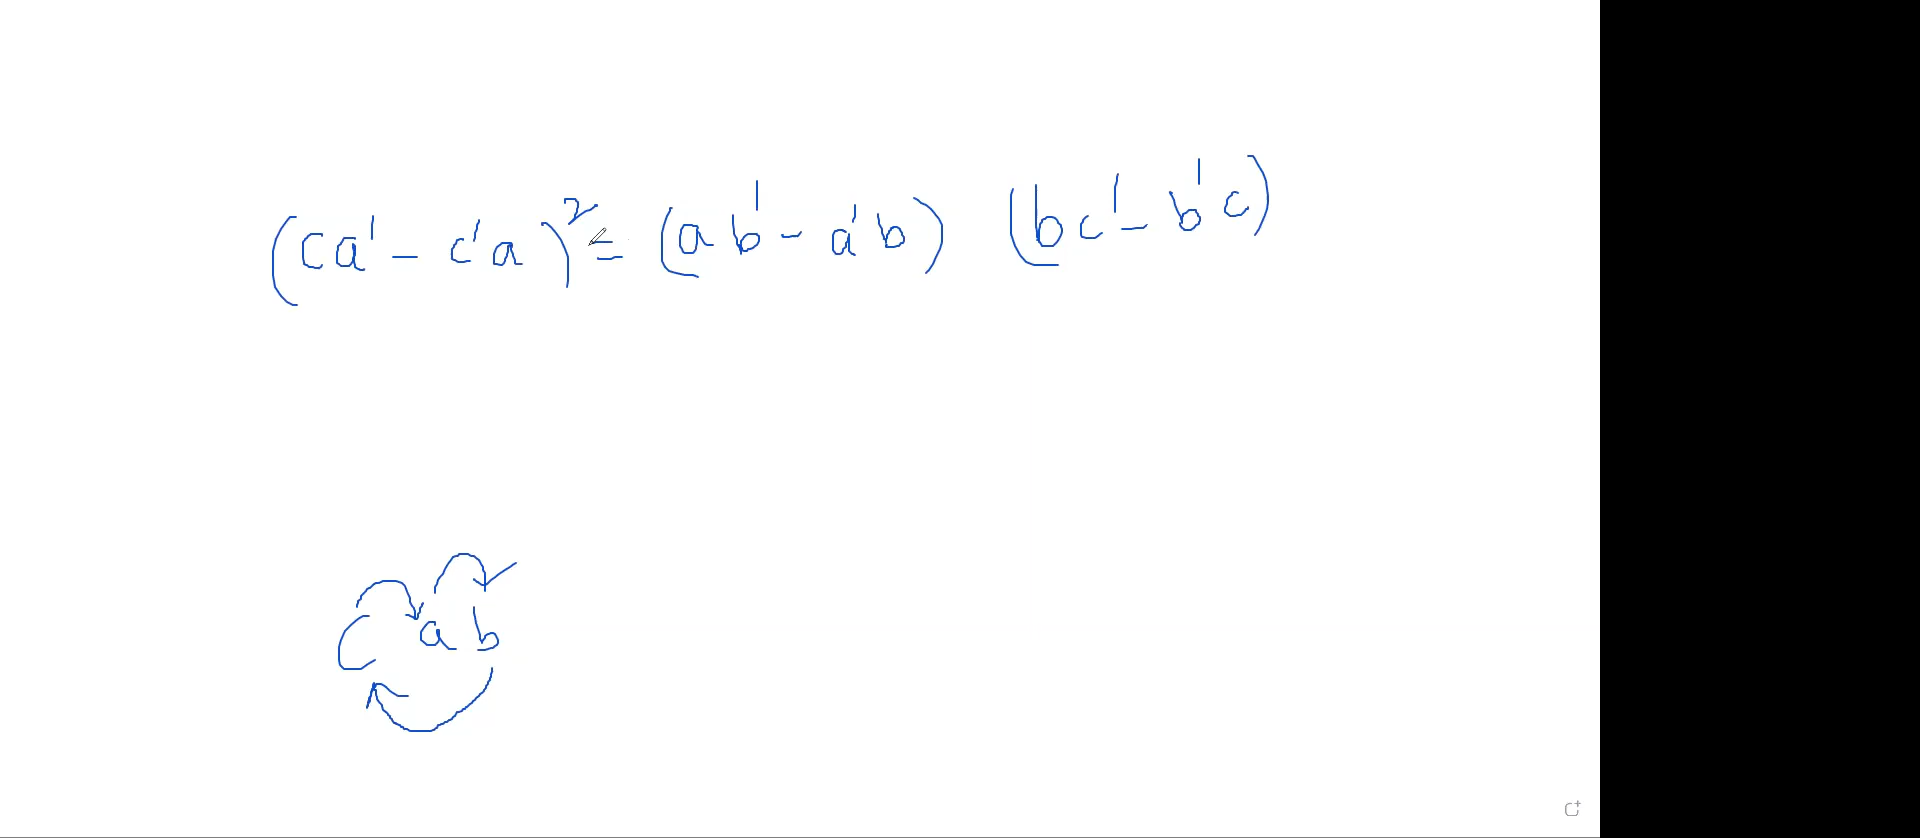 (ca' - c'a)² = (ab' - a'b) (bc' - b'c)
c a b